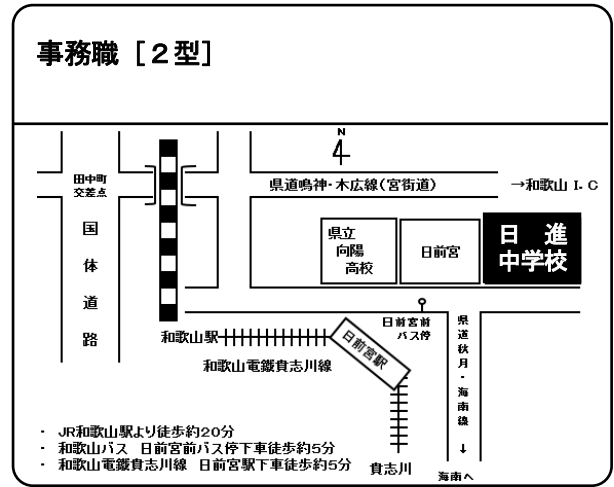 事務職 [２型]
N
田中町
交差点
県道鳴神・木広線(宮街道)
→和歌山 I. C
国体道路
県立
向陽
高校
日前宮
日 進
中学校
日前宮前
バス停
和歌山駅
日前宮駅
和歌山電鐵貴志川線
県道秋月・海南線
↓
海南へ
貴志川
・ JR和歌山駅より徒歩約20分
・ 和歌山バス 日前宮前バス停下車徒歩約5分
・ 和歌山電鐵貴志川線 日前宮駅下車徒歩約5分